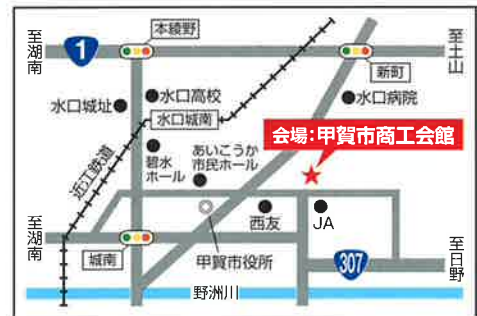 至湖南
1
本綾野
新町
至土山
水口城址
水口高校
水口城南
水口病院
会場：甲賀市商工会館
近江鉄道
碧水
ホール
あいこうか
市民ホール
西友
JA
至湖南
城南
甲賀市役所
307
至日野
野洲川